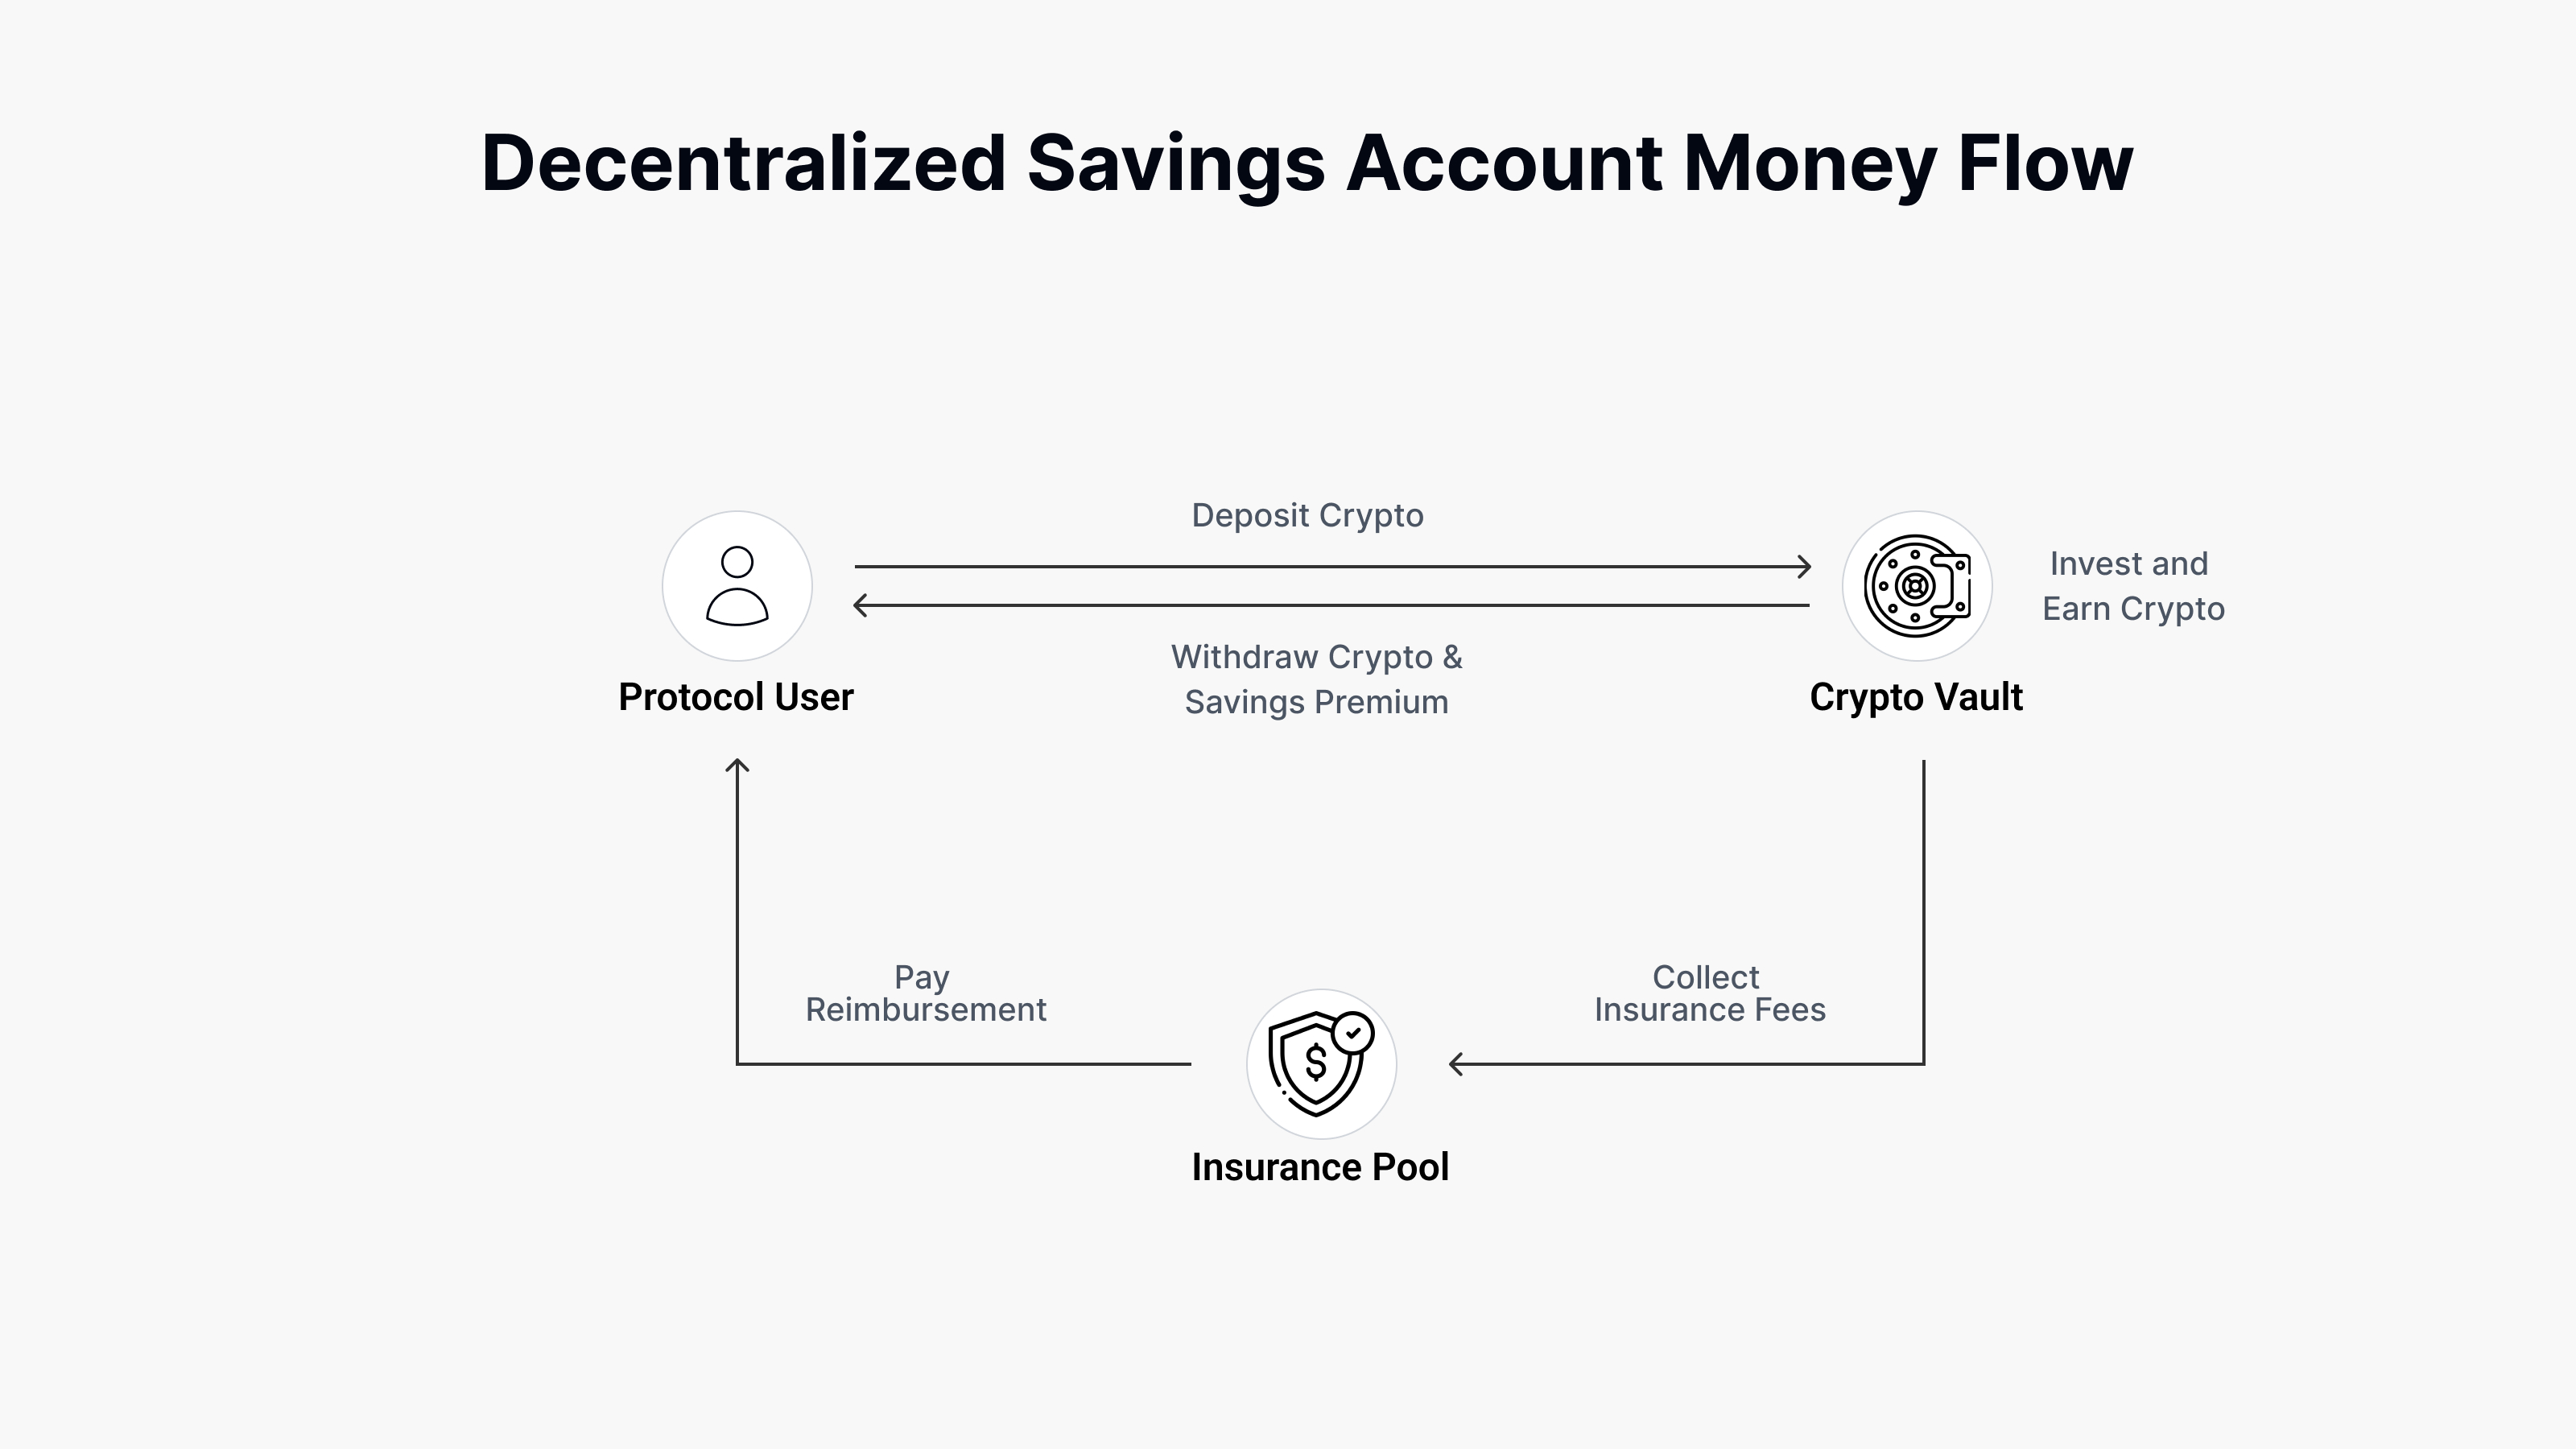 Decentralized Savings Account Money Flow
Deposit Crypto
Invest and
Earn Crypto
Withdraw Crypto &
Savings Premium
Protocol User
Crypto Vault
Pay
Reimbursement
Collect
Insurance Fees
$
Insurance Pool